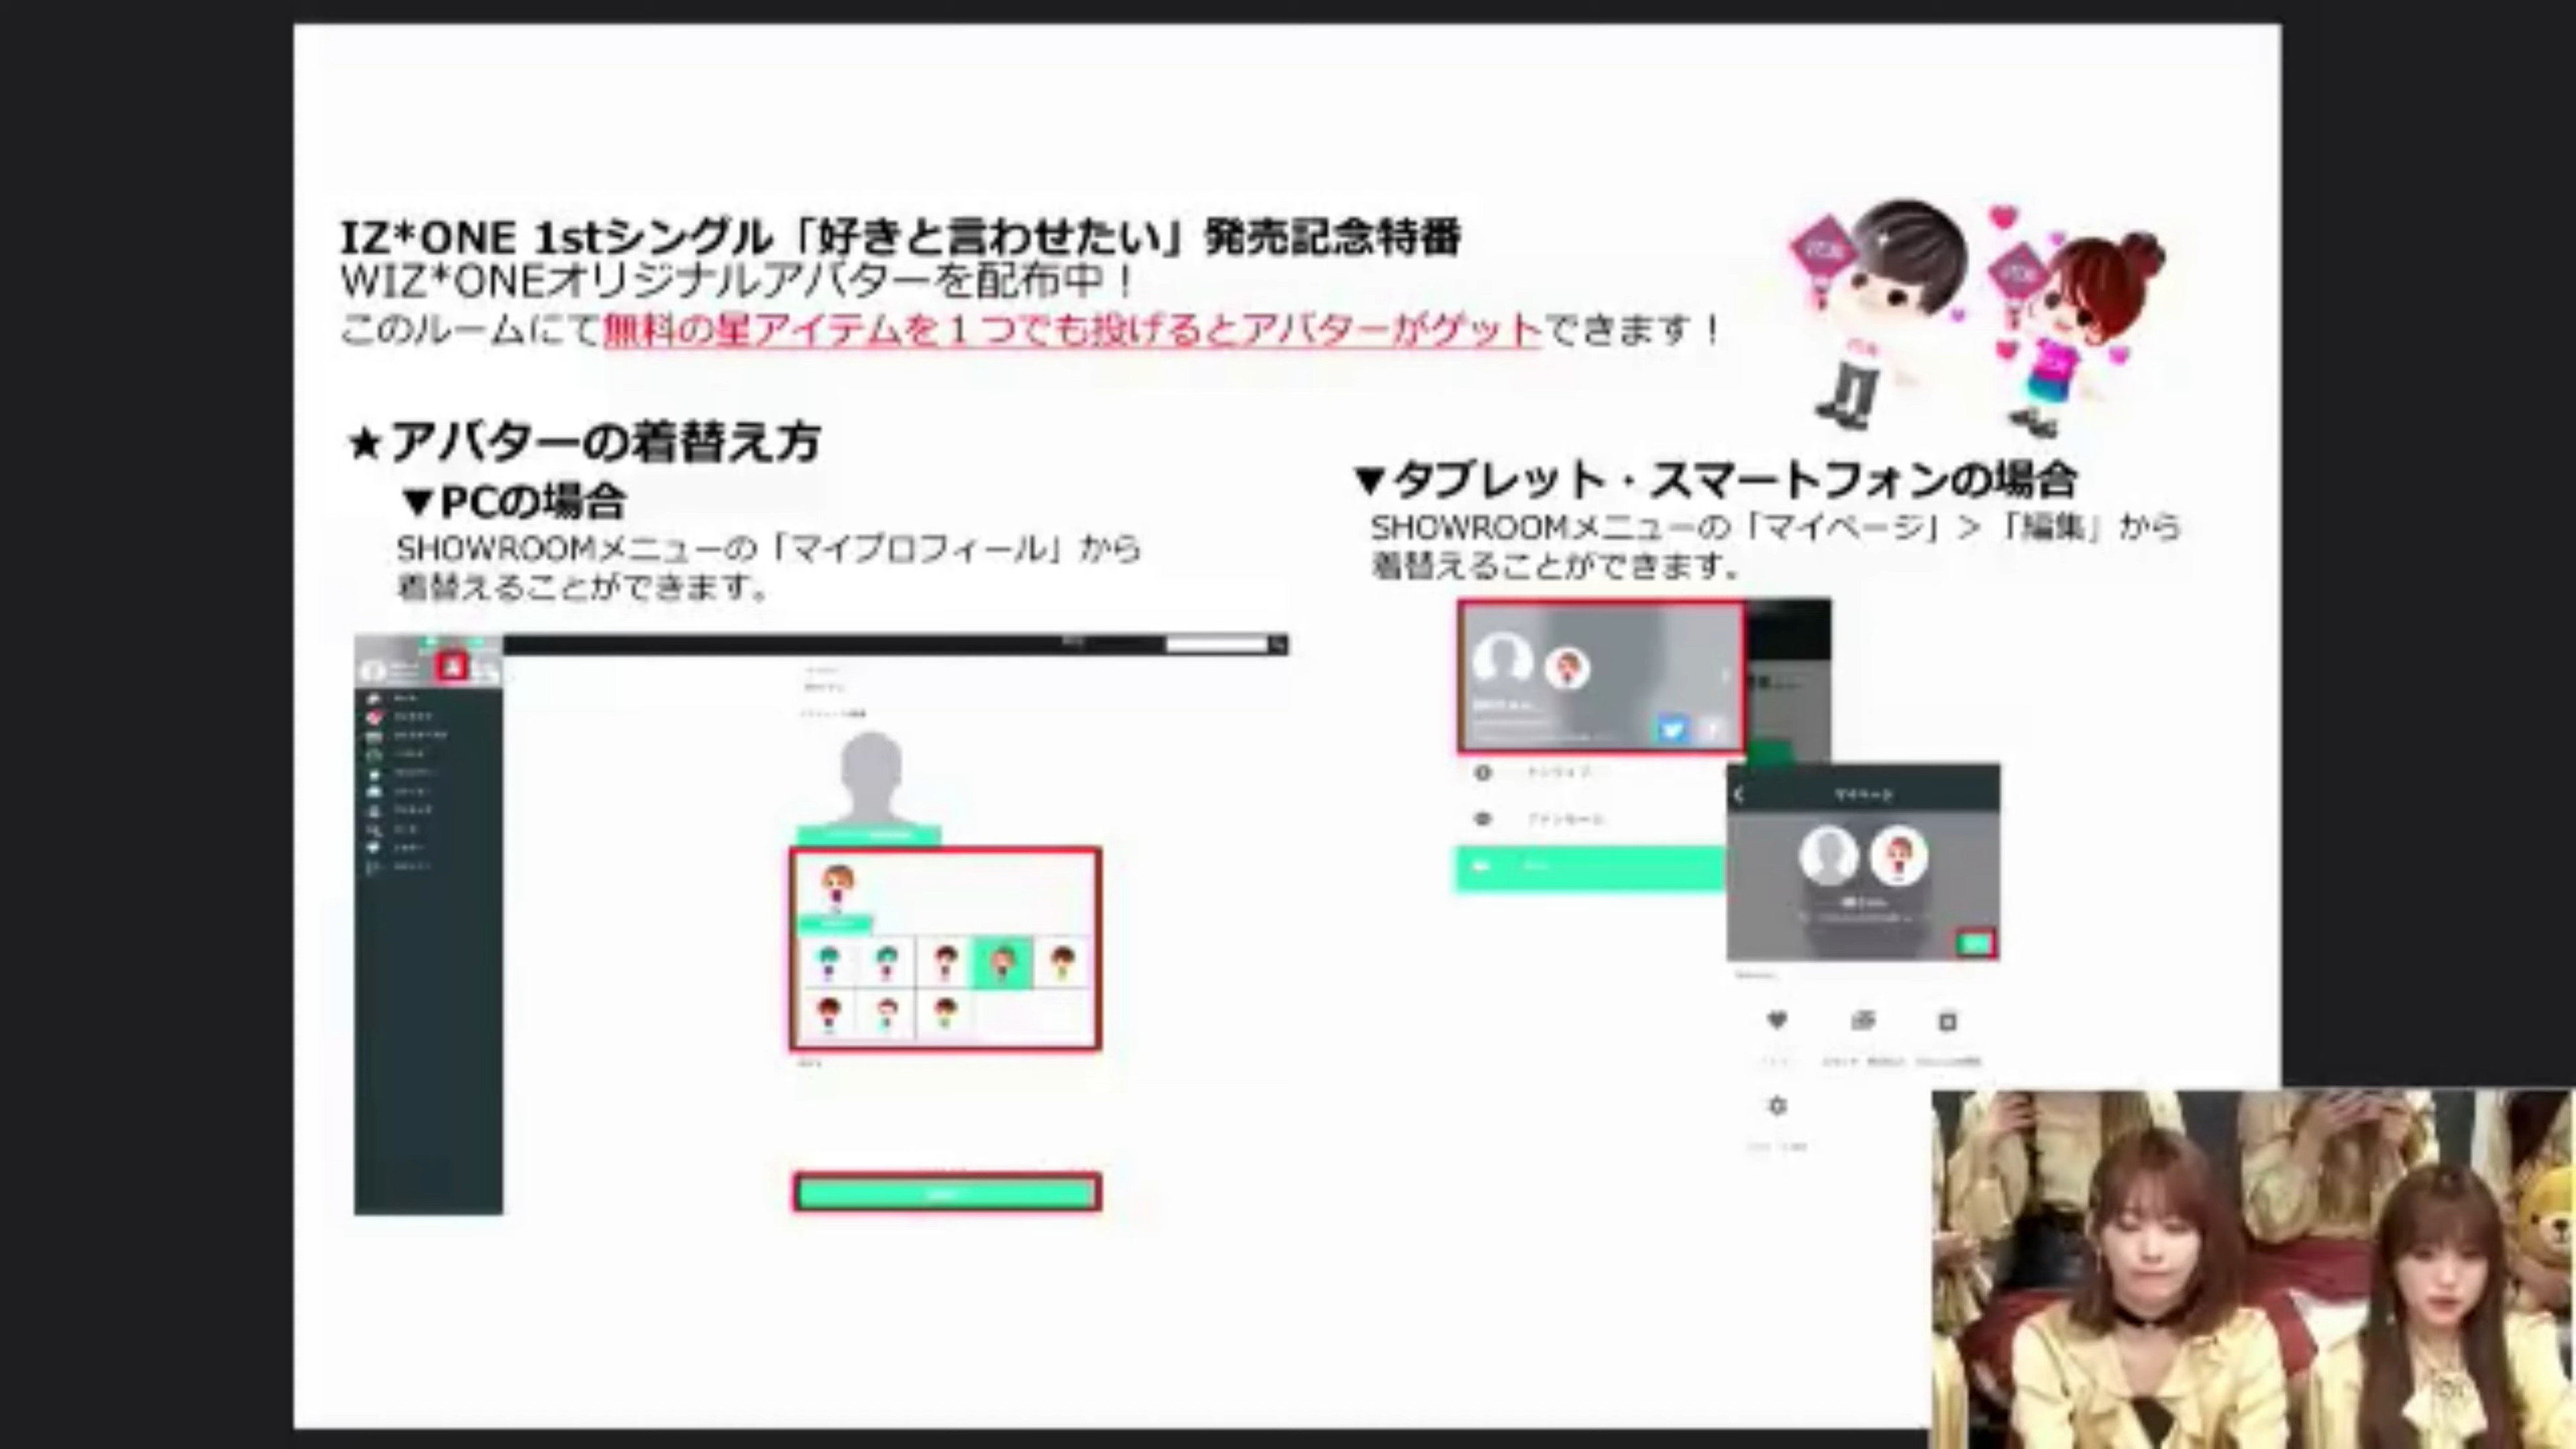 IZ*ONE 1stシングル「好きと言わせたい」発売記念特番
WIZ*ONEオリジナルアバターを配布中！
このルームにて無料の星アイテムを１つでも投げるとアバターがゲットできます！
★アバターの着替え方
▼PCの場合
SHOWROOMメニューの「マイプロフィール」から
着替えることができます。
▼タブレット・スマートフォンの場合
SHOWROOMメニューの「マイページ」＞「編集」から
着替えることができます。
マイページ